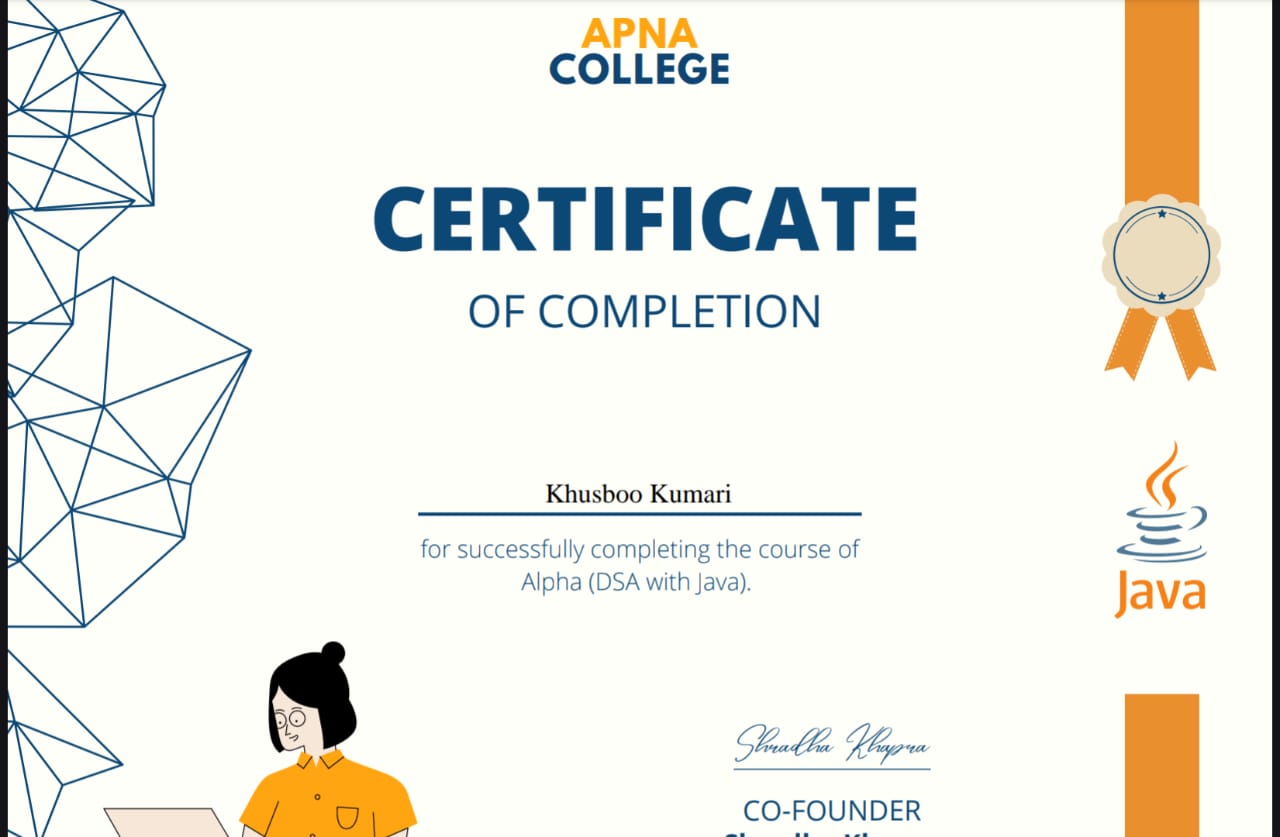 APNA
COLLEGE
CERTIFICATE
OF COMPLETION
Khusboo Kumari
for successfully completing the course of
Alpha (DSA with Java).
Java
Shradha Khapra
CO-FOUNDER